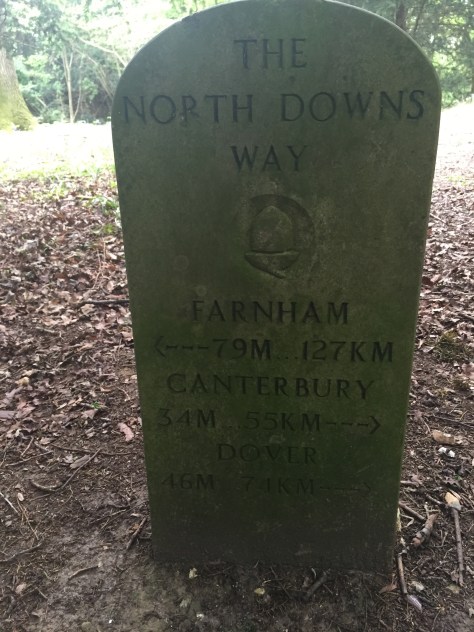 THE
NORTH DOWNS
WAY
FARNHAM
<---79M...127KM
CANTERBURY
34M...55KM--->
DOVER
46M...74KM--->